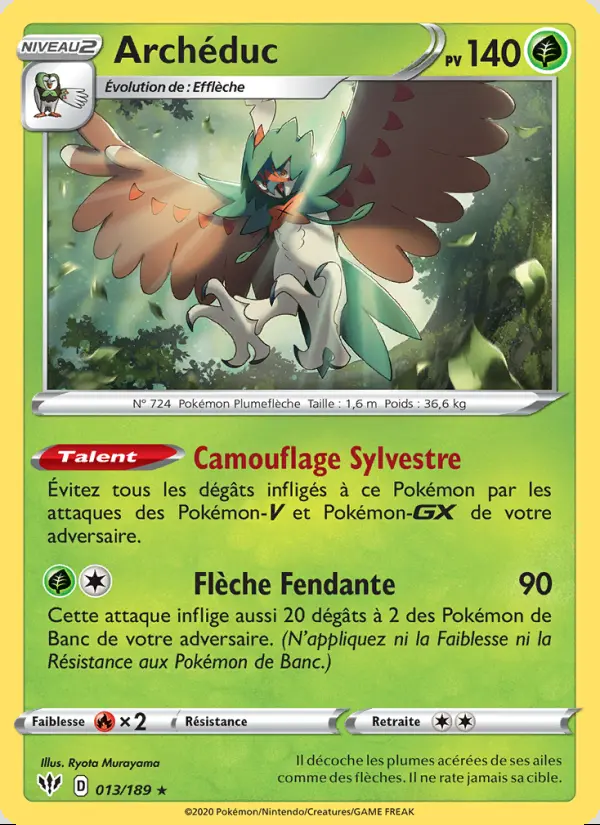 NIVEAU 2
Archéduc
PV 140
Évolution de : Efflèche
N° 724 Pokémon Plumeflèche Taille : 1,6 m Poids : 36,6 kg
Talent Camouflage Sylvestre
Évitez tous les dégâts infligés à ce Pokémon par les
attaques des Pokémon-V et Pokémon-GX de votre
adversaire.
Flèche Fendante 90
Cette attaque inflige aussi 20 dégâts à 2 des Pokémon de
Banc de votre adversaire. (N'appliquez ni la Faiblesse ni la
Résistance aux Pokémon de Banc.)
Faiblesse ×2 Résistance Retraite
Illus. Ryota Murayama
Il décoche les plumes acérées de ses ailes
comme des flèches. Il ne rate jamais sa cible.
D 013/189 ★
©2020 Pokémon/Nintendo/Creatures/GAME FREAK